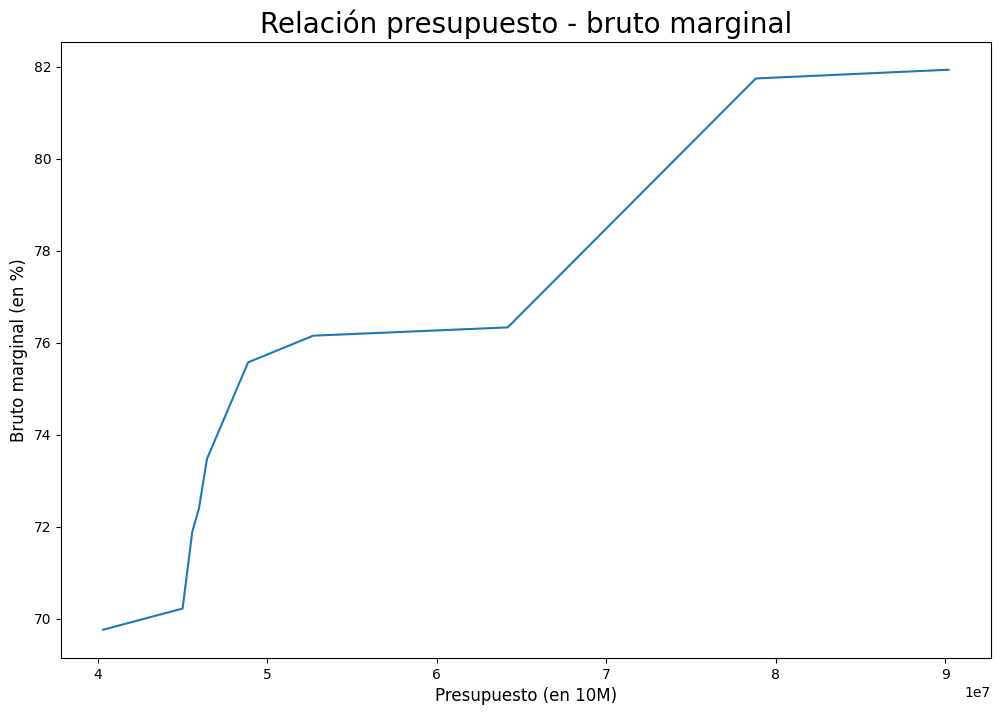 Relación presupuesto - bruto marginal
82
80
78
76
74
72
70
Bruto marginal (en %)
4 5 6 7 8 9
1e7
Presupuesto (en 10M)